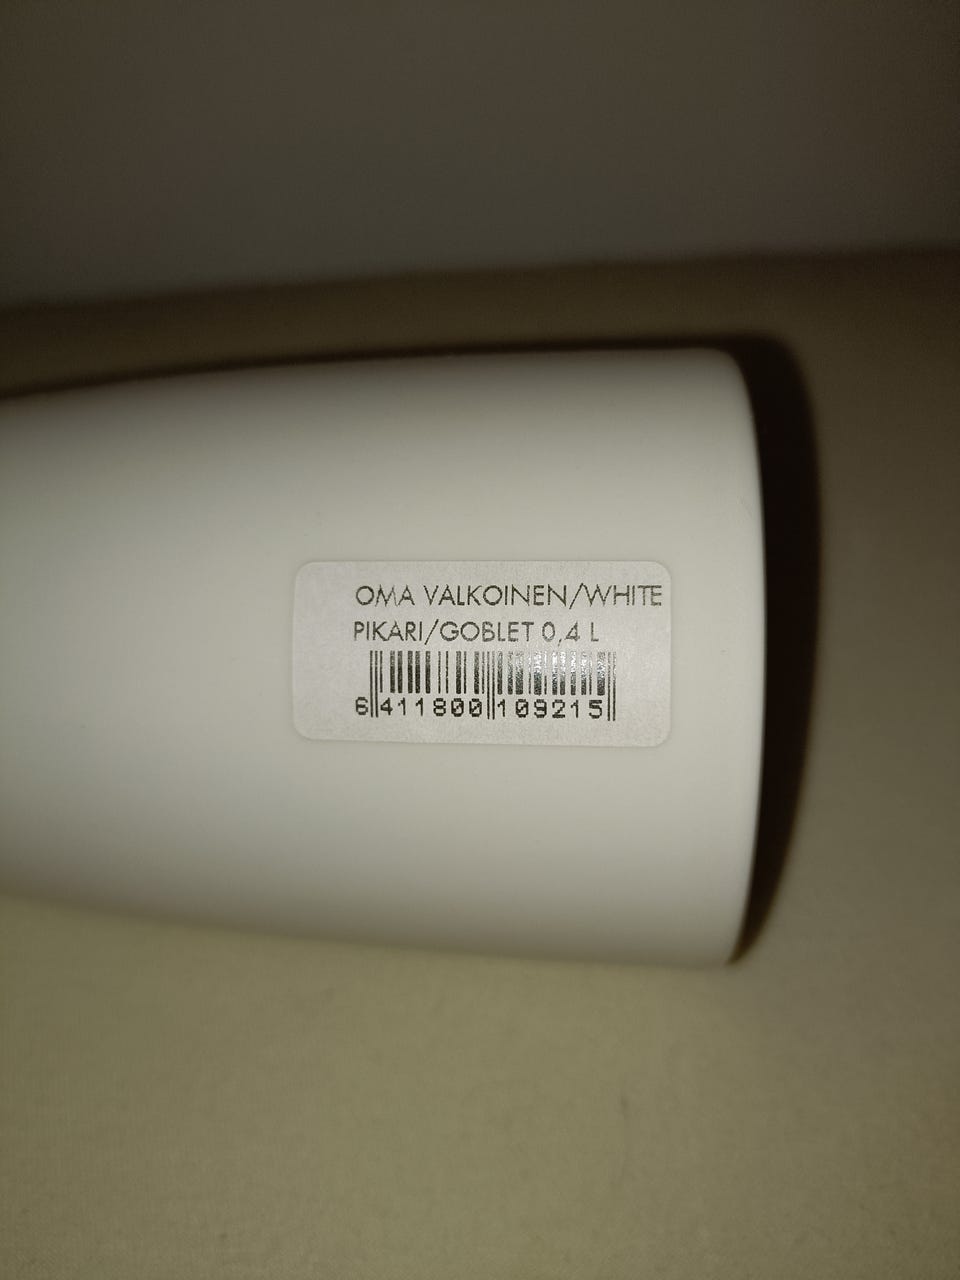 OMA VALKOINEN/WHITE
PIKARI/GOBLET 0,4 L
6 411800 109215